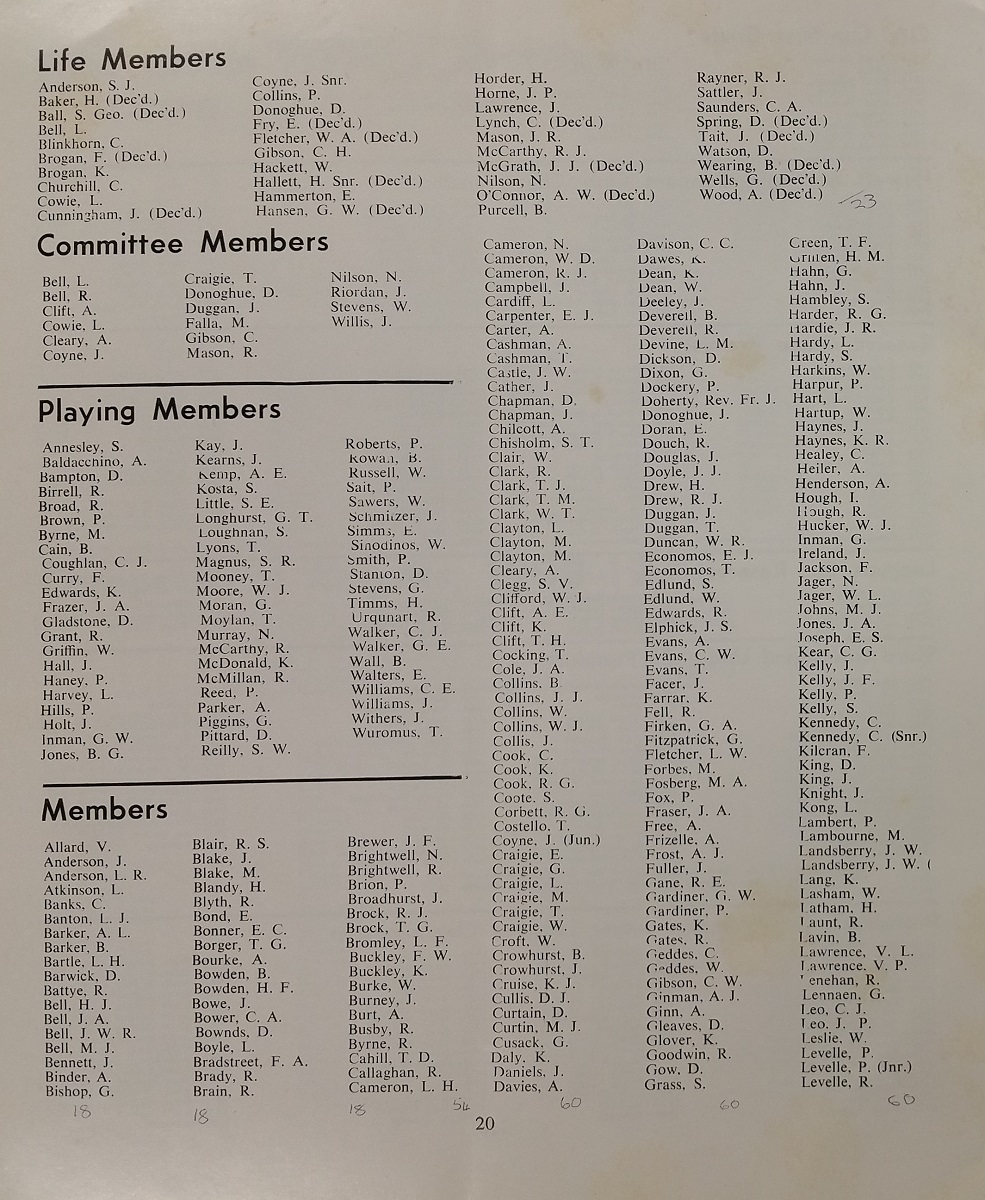 Life Members
Anderson, S. J.
Baker, H. (Dec'd.)
Ball, S. Geo. (Dec'd.)
Bell, L.
Blinkhorn, C.
Brogan, F. (Dec'd.)
Brogan, K.
Churchill, C.
Cowie, L.
Cunningham, J. (Dec'd.)
Coyne, J. Snr.
Collins, P.
Donoghue, D.
Fry, E. (Dec'd.)
Fletcher, W. A. (Dec'd.)
Gibson, C. H.
Hackett, W.
Hallett, H. Snr. (Dec'd.)
Hammerton, E.
Hansen, G. W. (Dec'd.)
Horder, H.
Horne, J. P.
Lawrence, J.
Lynch, C. (Dec'd.)
Mason, J. R.
McCarthy, R. J.
McGrath, J. J. (Dec'd.)
Nilson, N.
O'Connor, A. W. (Dec'd.)
Purcell, B.
Rayner, R. J.
Sattler, J.
Saunders, C. A.
Spring, D. (Dec'd.)
Tait, J. (Dec'd.)
Watson, D.
Wearing, B. (Dec'd.)
Wells, G. (Dec'd.)
Wood, A. (Dec'd.)
23
Committee Members
Bell, L.
Bell, R.
Clift, A.
Cowie, L.
Cleary, A.
Coyne, J.
Craigie, T.
Donoghue, D.
Duggan, J.
Falla, M.
Gibson, C.
Mason, R.
Nilson, N.
Riordan, J.
Stevens, W.
Willis, J.
Playing Members
Annesley, S.
Baldacchino, A.
Bampton, D.
Birrell, R.
Broad, R.
Brown, P.
Byrne, M.
Cain, B.
Coughlan, C. J.
Curry, F.
Edwards, K.
Frazer, J. A.
Gladstone, D.
Grant, R.
Griffin, W.
Hall, J.
Haney, P.
Harvey, L.
Hills, P.
Holt, J.
Inman, G. W.
Jones, B. G.
Kay, J.
Kearns, J.
Kemp, A. E.
Kosta, S.
Little, S. E.
Longhurst, G. T.
Loughnan, S.
Lyons, T.
Magnus, S. R.
Mooney, T.
Moore, W. J.
Moran, G.
Moylan, T.
Murray, N.
McCarthy, R.
McDonald, K.
McMillan, R.
Reed, P.
Parker, A.
Piggins, G.
Pittard, D.
Reilly, S. W.
Roberts, P.
Rowan, B.
Russell, W.
Sait, P.
Sawers, W.
Schmitzer, J.
Simms, E.
Sinodinos, W.
Smith, P.
Stanton, D.
Stevens, G.
Timms, H.
Urquhart, R.
Walker, C. J.
Walker, G. E.
Wall, B.
Walters, E.
Williams, C. E.
Williams, J.
Withers, J.
Wuromus, T.
Members
Allard, V.
Anderson, J.
Anderson, L. R.
Atkinson, L.
Banks, C.
Banton, L. J.
Barker, A. L.
Barker, B.
Bartle, L. H.
Barwick, D.
Battye, R.
Bell, H. J.
Bell, J. A.
Bell, J. W. R.
Bell, M. J.
Bennett, J.
Binder, A.
Bishop, G.
18
Blair, R. S.
Blake, J.
Blake, M.
Blandy, H.
Blyth, R.
Bond, E.
Bonner, E. C.
Borger, T. G.
Bourke, A.
Bowden, B.
Bowden, H. F.
Bowe, J.
Bower, C. A.
Bownds, D.
Boyle, L.
Bradstreet, F. A.
Brady, R.
Brain, R.
18
Brewer, J. F.
Brightwell, N.
Brightwell, R.
Brion, P.
Broadhurst, J.
Brock, R. J.
Brock, T. G.
Bromley, L. F.
Buckley, F. W.
Buckley, K.
Burke, W.
Burney, J.
Burt, A.
Busby, R.
Byrne, R.
Cahill, T. D.
Callaghan, R.
Cameron, L. H.
18
54
Cameron, N.
Cameron, W. D.
Cameron, R. J.
Campbell, J.
Cardiff, L.
Carpenter, E. J.
Carter, A.
Cashman, A.
Cashman, T.
Castle, J. W.
Cather, J.
Chapman, D.
Chapman, J.
Chilcott, A.
Chisholm, S. T.
Clair, W.
Clark, R.
Clark, T. J.
Clark, T. M.
Clark, W. T.
Clayton, L.
Clayton, M.
Clayton, M.
Cleary, A.
Clegg, S. V.
Clifford, W. J.
Clift, A. E.
Clift, K.
Clift, T. H.
Cocking, T.
Cole, J. A.
Collins, B.
Collins, J. J.
Collins, W.
Collins, W. J.
Collis, J.
Cook, C.
Cook, K.
Cook, R. G.
Coote, S.
Corbett, R. G.
Costello, T.
Coyne, J. (Jun.)
Craigie, E.
Craigie, G.
Craigie, L.
Craigie, M.
Craigie, T.
Craigie, W.
Croft, W.
Crowhurst, B.
Crowhurst, J.
Cruise, K. J.
Cullis, D. J.
Curtain, D.
Curtin, M. J.
Cusack, G.
Daly, K.
Daniels, J.
Davies, A.
60
Davison, C. C.
Dawes, K.
Dean, K.
Dean, W.
Deeley, J.
Deverell, B.
Deverell, R.
Devine, L. M.
Dickson, D.
Dixon, G.
Dockery, P.
Doherty, Rev. Fr. J.
Donoghue, J.
Doran, E.
Douch, R.
Douglas, J.
Doyle, J. J.
Drew, H.
Drew, R. J.
Duggan, J.
Duggan, T.
Duncan, W. R.
Economos, E. J.
Economos, T.
Edlund, S.
Edlund, W.
Edwards, R.
Elphick, J. S.
Evans, A.
Evans, C. W.
Evans, T.
Facer, J.
Farrar, K.
Fell, R.
Firken, G. A.
Fitzpatrick, G.
Fletcher, L. W.
Forbes, M.
Fosberg, M. A.
Fox, P.
Fraser, J. A.
Free, A.
Frizelle, A.
Frost, A. J.
Fuller, J.
Gane, R. E.
Gardiner, G. W.
Gardiner, P.
Gates, K.
Gates, R.
Geddes, C.
Geddes, W.
Gibson, C. W.
Ginman, A. J.
Ginn, A.
Gleaves, D.
Glover, K.
Goodwin, R.
Gow, D.
Grass, S.
60
Green, T. F.
H. M.
Hahn, G.
Hahn, J.
Hambley, S.
Harder, R. G.
Hardie, J. R.
Hardy, L.
Hardy, S.
Harkins, W.
Harpur, P.
Hart, L.
Hartup, W.
Haynes, J.
Haynes, K. R.
Healey, C.
Heiler, A.
Henderson, A.
Hough, I.
Hough, R.
Hucker, W. J.
Inman, G.
Ireland, J.
Jackson, F.
Jager, N.
Jager, W. L.
Johns, M. J.
Jones, J. A.
Joseph, E. S.
Kear, C. G.
Kelly, J.
Kelly, J. F.
Kelly, P.
Kelly, S.
Kennedy, C.
Kennedy, C. (Snr.)
Kilcran, F.
King, D.
King, J.
Knight, J.
Kong, L.
Lambert, P.
Lambourne, M.
Landsberry, J. W.
Landsberry, J. W. (
Lang, K.
Lasham, W.
Latham, H.
Launt, R.
Lavin, B.
Lawrence, V. L.
Lawrence, V. P.
Lenehan, R.
Lennaen, G.
Leo, C. J.
Leo, J. P.
Leslie, W.
Levelle, P.
Levelle, P. (Jnr.)
Levelle, R.
60
20